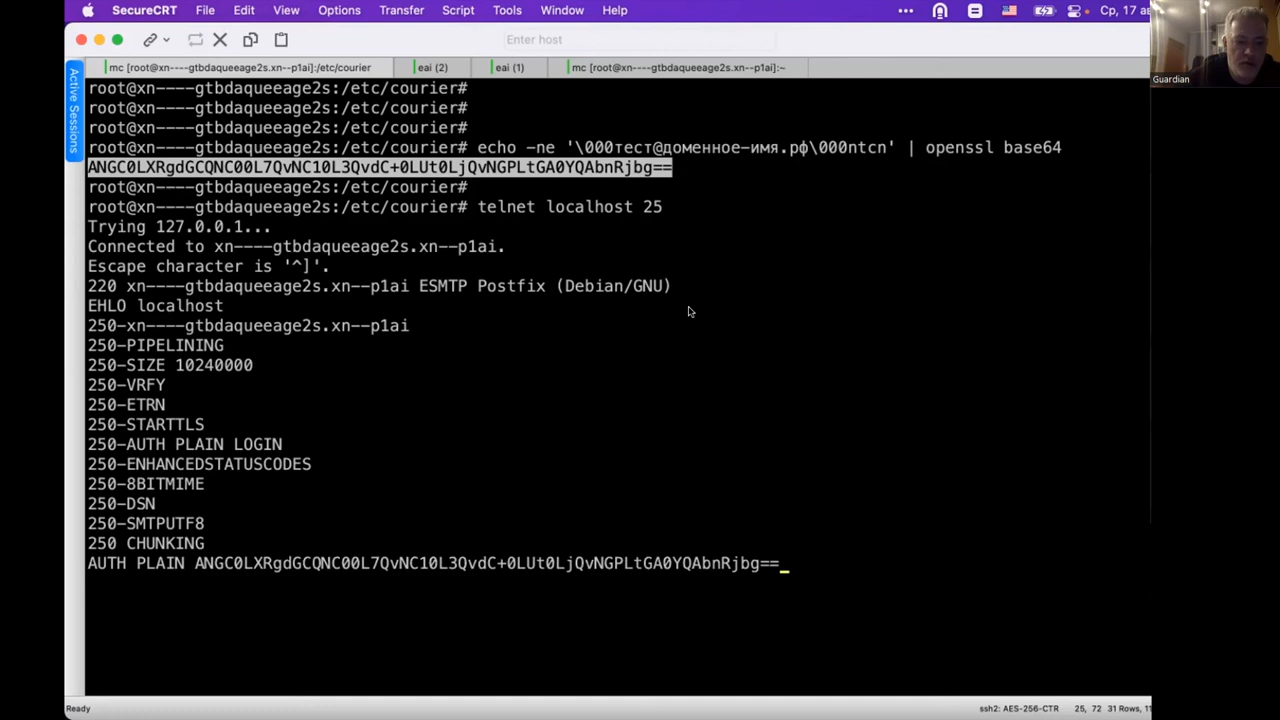 SecureCRT File Edit View Options Transfer Script Tools Window Help
Ср, 17 ав
Enter host
Guardian
mc [root@xn----gtbdaqueeage2s.xn--p1ai]:/etc/courier
eai (2)
eai (1)
mc [root@xn----gtbdaqueeage2s.xn--p1ai]:~
Active Sessions
root@xn----gtbdaqueeage2s:/etc/courier#
root@xn----gtbdaqueeage2s:/etc/courier#
root@xn----gtbdaqueeage2s:/etc/courier#
root@xn----gtbdaqueeage2s:/etc/courier# echo -ne '\000тест@доменное-имя.рф\000ntcn' | openssl base64
ANGC0LXRgdGCQNC00L7QvNC10L3QvdC+0LUt0LjQvNGPLtGA0YQAbnRjbg==
root@xn----gtbdaqueeage2s:/etc/courier#
root@xn----gtbdaqueeage2s:/etc/courier# telnet localhost 25
Trying 127.0.0.1...
Connected to xn----gtbdaqueeage2s.xn--p1ai.
Escape character is '^]'.
220 xn----gtbdaqueeage2s.xn--p1ai ESMTP Postfix (Debian/GNU)
EHLO localhost
250-xn----gtbdaqueeage2s.xn--p1ai
250-PIPELINING
250-SIZE 10240000
250-VRFY
250-ETRN
250-STARTTLS
250-AUTH PLAIN LOGIN
250-ENHANCEDSTATUSCODES
250-8BITMIME
250-DSN
250-SMTPUTF8
250 CHUNKING
AUTH PLAIN ANGC0LXRgdGCQNC00L7QvNC10L3QvdC+0LUt0LjQvNGPLtGA0YQAbnRjbg==
Ready
ssh2: AES-256-CTR 25, 72 31 Rows, 11